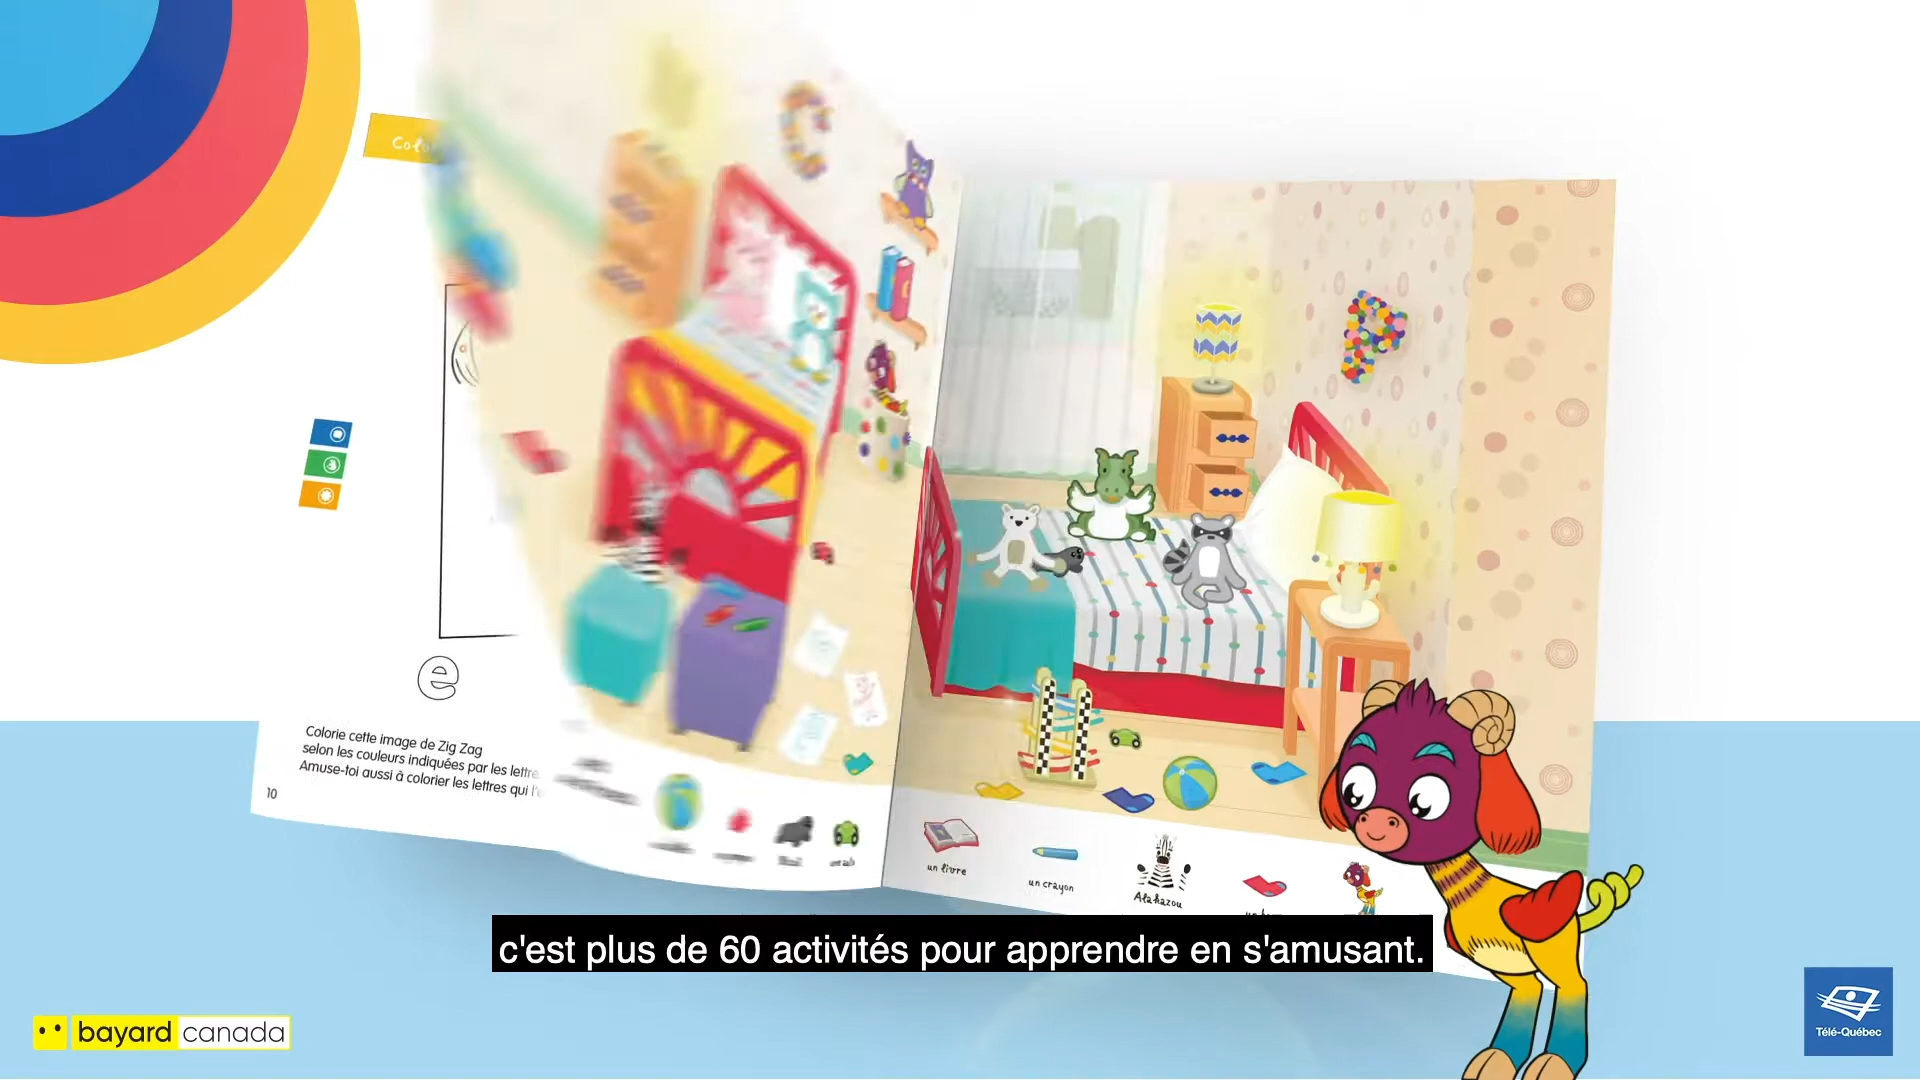 C
P
e
Colorie cette image de Zig Zag
selon les couleurs indiquées par les
Amuse-toi aussi à colorier les lettres qui
10
un livre
un crayon
Alakazou
c'est plus de 60 activités pour apprendre en s'amusant.
bayard canada
Télé-Québec